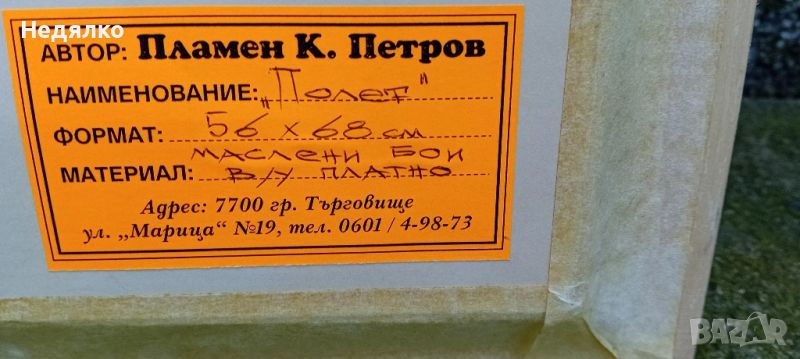 Недялко
АВТОР: Пламен К. Петров
НАИМЕНОВАНИЕ: „Полет"
ФОРМАТ: 56 х 68 см
МАТЕРИАЛ: МАСЛЕНИ БОИ
В/У ПЛАТНО
Адрес: 7700 гр. Търговище
ул. „Марица“ №19, тел. 0601 / 4-98-73
BAZAR